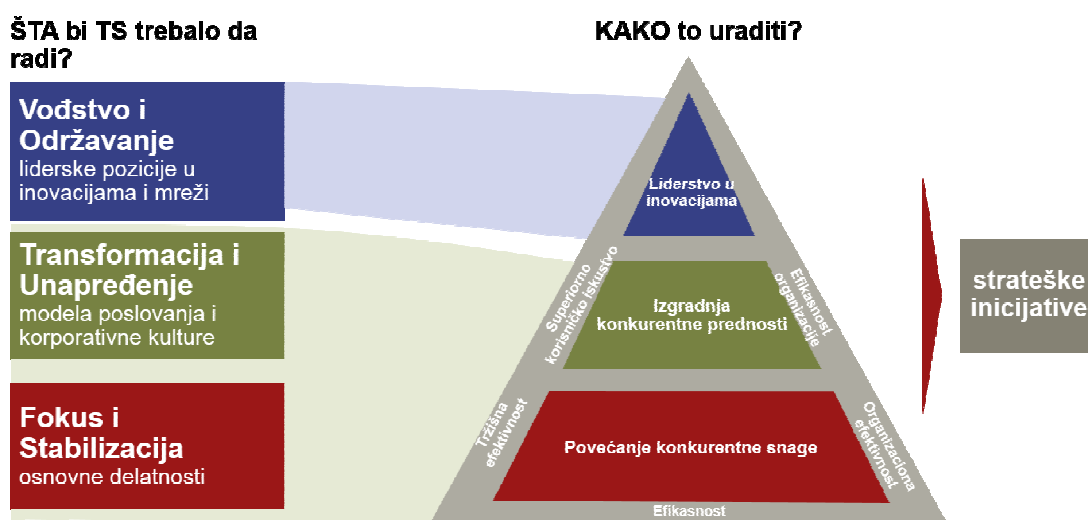 ŠTA bi TS trebalo da
radi?
KAKO to uraditi?
Vođstvo i
Održavanje
liderske pozicije u
inovacijama i mreži
Transformacija i
Unapređenje
modela poslovanja i
korporativne kulture
Fokus i
Stabilizacija
osnovne delatnosti
Liderstvo u
inovacijama
Superiorno
korisničko iskustvo
Izgradnja
konkurentne prednosti
Efikasnost
organizacije
Tržišna
efektivnost
Povećanje konkurentne snage
Organizaciona
efektivnost
Efikasnost
strateške
inicijative